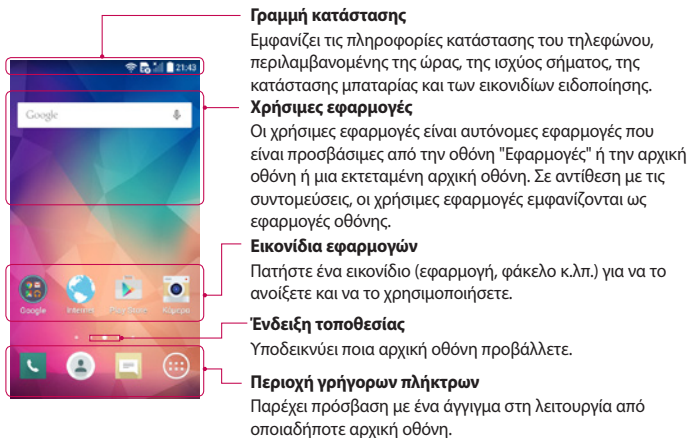 Γραμμή κατάστασης
Εμφανίζει τις πληροφορίες κατάστασης του τηλεφώνου,
περιλαμβανομένης της ώρας, της ισχύος σήματος, της
κατάστασης μπαταρίας και των εικονιδίων ειδοποίησης.
21:43
Χρήσιμες εφαρμογές
Google
Οι χρήσιμες εφαρμογές είναι αυτόνομες εφαρμογές που
είναι προσβάσιμες από την οθόνη "Εφαρμογές" ή την αρχική
οθόνη ή μια εκτεταμένη αρχική οθόνη. Σε αντίθεση με τις
συντομεύσεις, οι χρήσιμες εφαρμογές εμφανίζονται ως
εφαρμογές οθόνης.
Εικονίδια εφαρμογών
Πατήστε ένα εικονίδιο (εφαρμογή, φάκελο κ.λπ.) για να το
ανοίξετε και να το χρησιμοποιήσετε.
Google Internet Play Store Κάμερα
Ένδειξη τοποθεσίας
Υποδεικνύει ποια αρχική οθόνη προβάλλετε.
Περιοχή γρήγορων πλήκτρων
Παρέχει πρόσβαση με ένα άγγιγμα στη λειτουργία από
οποιαδήποτε αρχική οθόνη.